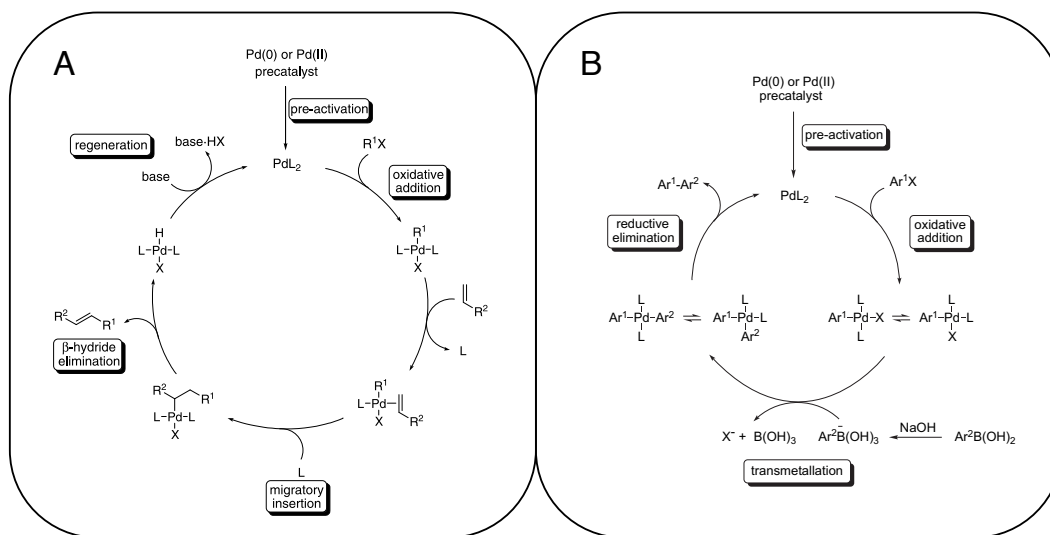 A
Pd(0) or Pd(II)
precatalyst
pre-activation
regeneration
base·HX
base
PdL2
R1X
oxidative
addition
H
L–Pd–L
X
R1
L–Pd–L
X
R2
L
R2
R1
β-hydride
elimination
R2
R1
L–Pd–L
X
R1
L–Pd
X
R2
L
migratory
insertion
B
Pd(0) or Pd(II)
precatalyst
pre-activation
Ar1-Ar2
PdL2
Ar1X
reductive
elimination
oxidative
addition
L
Ar1–Pd–Ar2
L
L
Ar1–Pd–L
Ar2
L
Ar1–Pd–X
L
L
Ar1–Pd–L
X
X− + B(OH)3
Ar2B̄(OH)3
NaOH
Ar2B(OH)2
transmetallation